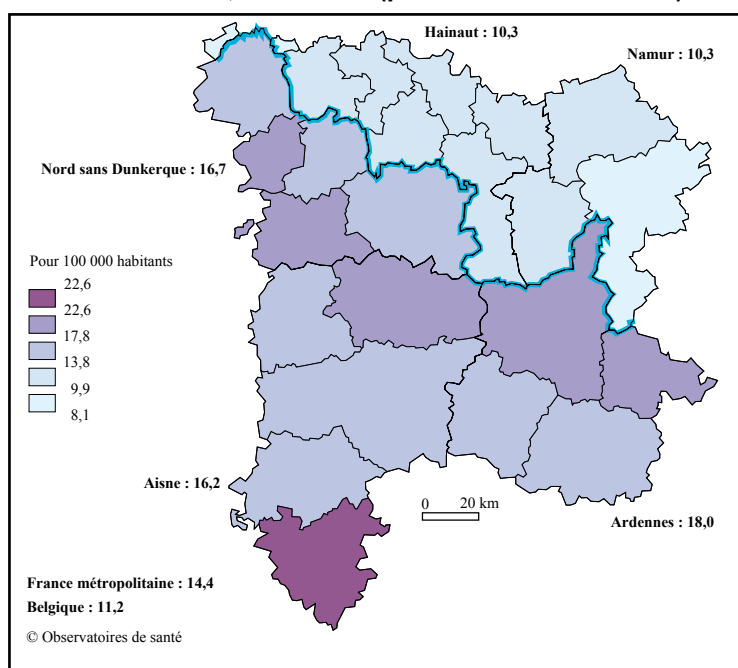 Hainaut : 10,3
Namur : 10,3
Nord sans Dunkerque : 16,7
Pour 100 000 habitants
22,6
22,6
17,8
13,8
9,9
8,1
Aisne : 16,2
0 20 km
Ardennes : 18,0
France métropolitaine : 14,4
Belgique : 11,2
© Observatoires de santé